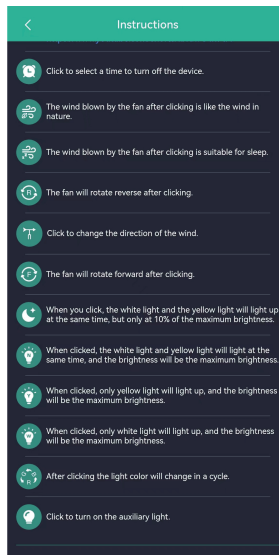 Instructions
Click to select a time to turn off the device.
The wind blown by the fan after clicking is like the wind in
nature.
The wind blown by the fan after clicking is suitable for sleep.
R
The fan will rotate reverse after clicking.
Click to change the direction of the wind.
F
The fan will rotate forward after clicking.
When you click, the white light and the yellow light will light up
at the same time, but only at 10% of the maximum brightness.
When clicked, the white light and yellow light will light at the
same time, and the brightness will be the maximum brightness.
When clicked, only yellow light will light up, and the brightness
will be the maximum brightness.
When clicked, only white light will light up, and the brightness
will be the maximum brightness.
After clicking the light color will change in a cycle.
Click to turn on the auxiliary light.